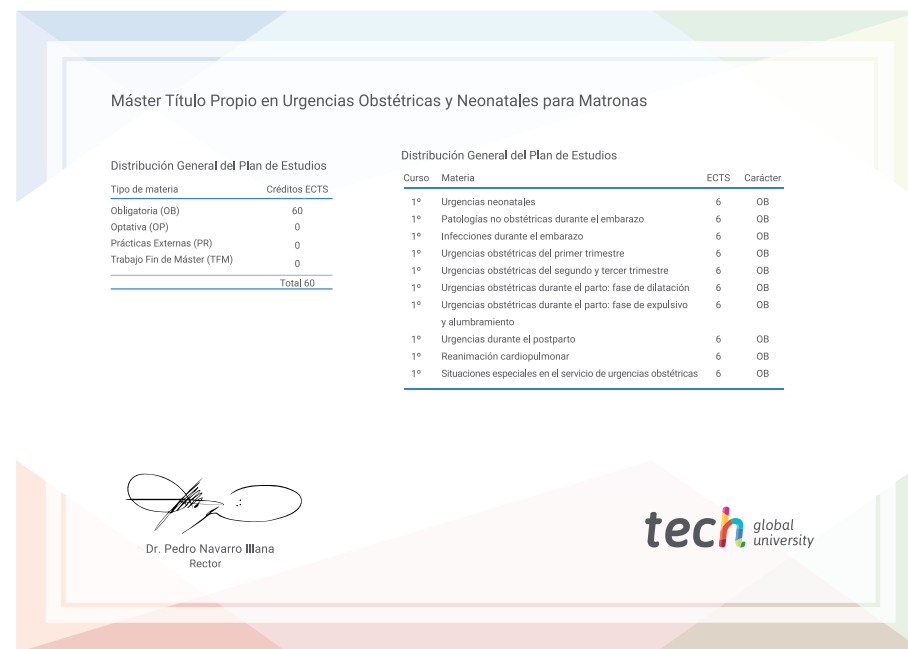 Máster Título Propio en Urgencias Obstétricas y Neonatales para Matronas
Distribución General del Plan de Estudios
Tipo de materia Créditos ECTS
Obligatoria (OB) 60
Optativa (OP) 0
Prácticas Externas (PR) 0
Trabajo Fin de Máster (TFM) 0
Total 60
Distribución General del Plan de Estudios
Curso Materia ECTS Carácter
1º Urgencias neonatales 6 OB
1º Patologías no obstétricas durante el embarazo 6 OB
1º Infecciones durante el embarazo 6 OB
1º Urgencias obstétricas del primer trimestre 6 OB
1º Urgencias obstétricas del segundo y tercer trimestre 6 OB
1º Urgencias obstétricas durante el parto: fase de dilatación 6 OB
1º Urgencias obstétricas durante el parto: fase de expulsivo 6 OB
y alumbramiento
1º Urgencias durante el postparto 6 OB
1º Reanimación cardiopulmonar 6 OB
1º Situaciones especiales en el servicio de urgencias obstétricas 6 OB
Dr. Pedro Navarro Illana
Rector
tech global
university